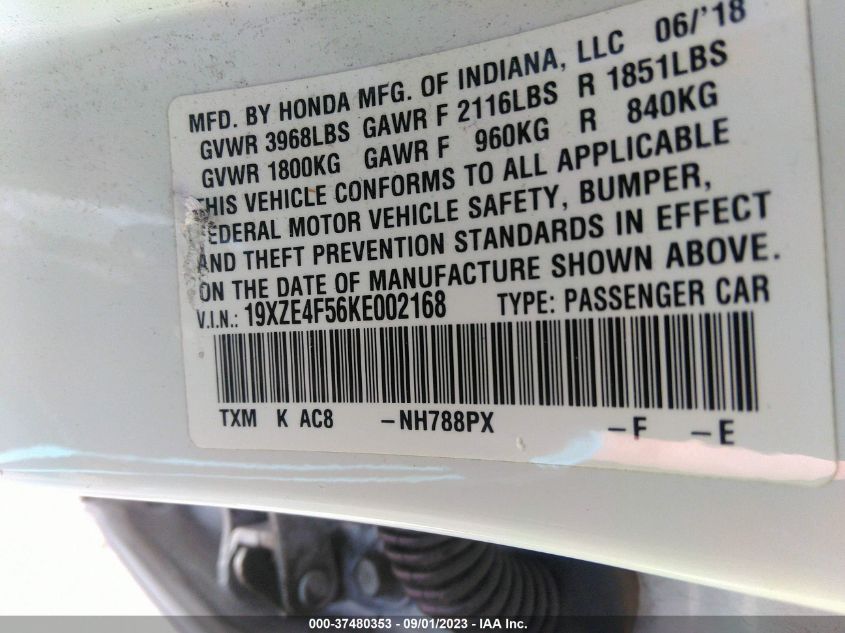 MFD. BY HONDA MFG. OF INDIANA, LLC 06/'18
GVWR 3968LBS GAWR F 2116LBS R 1851LBS
GVWR 1800KG GAWR F 960KG R 840KG
THIS VEHICLE CONFORMS TO ALL APPLICABLE
FEDERAL MOTOR VEHICLE SAFETY, BUMPER,
AND THEFT PREVENTION STANDARDS IN EFFECT
ON THE DATE OF MANUFACTURE SHOWN ABOVE.
V.I.N.: 19XZE4F56KE002168 TYPE: PASSENGER CAR
TXM K AC8 -NH788PX -F -E
000-37480353 - 09/01/2023 - IAA Inc.